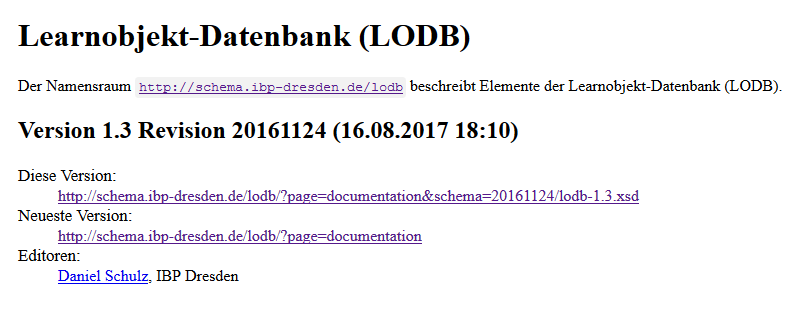 Learnobjekt-Datenbank (LODB)
Der Namensraum http://schema.ibp-dresden.de/lodb beschreibt Elemente der Learnobjekt-Datenbank (LODB).
Version 1.3 Revision 20161124 (16.08.2017 18:10)
Diese Version:
http://schema.ibp-dresden.de/lodb/?page=documentation&schema=20161124/lodb-1.3.xsd
Neueste Version:
http://schema.ibp-dresden.de/lodb/?page=documentation
Editoren:
Daniel Schulz, IBP Dresden